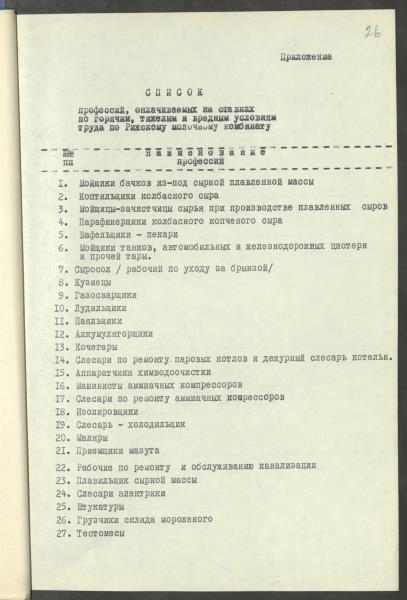 26
Приложение
С П И С О К
профессий, оплачиваемых на ставках
по горячим, тяжелым и вредным условиям
труда по Рижскому молочному комбинату
№№ Н а и м е н о в а н и е
пп профессий
1. Мойщики бачков из-под сырной плавленной массы
2. Коптильщики колбасного сыра
3. Мойщицы-зачистчицы сырья при производстве плавленных сыров
4. Парафинерщики колбасного копченого сыра
5. Вафельщики - пекари
6. Мойщики танков, автомобильных и железнодорожных цистерн
и прочей тары.
7. Сыросол / рабочий по уходу за брынзой/
8. Кузнецы
9. Газосварщики
10. Лудильщики
11. Паяльщики
12. Аккумуляторщики
13. Кочегары
14. Слесари по ремонту паровых котлов и дежурный слесарь котельн.
15. Аппаратчики химводоочистки
16. Машинисты аммиачных компрессоров
17. Слесари по ремонту аммиачных компрессоров
18. Изолировщики
19. Слесарь - холодильщик
20. Маляры
21. Приемщики мазута
22. Рабочие по ремонту и обслуживанию канализации
23. Плавильщик сырной массы
24. Слесари электрики
25. Штукатуры
26. Грузчики склада мороженого
27. Тестомесы